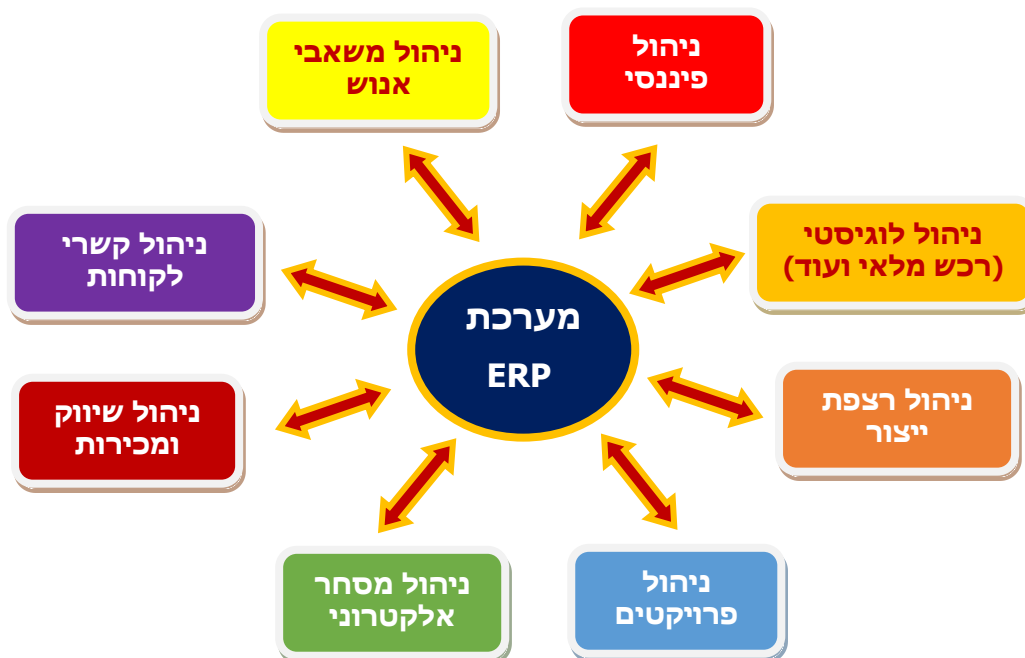 ניהול
פיננסי
ניהול משאבי
אנוש
ניהול לוגיסטי
(רכש מלאי ועוד)
ניהול קשרי
לקוחות
מערכת
ERP
ניהול רצפת
ייצור
ניהול שיווק
ומכירות
ניהול
פרויקטים
ניהול מסחר
אלקטרוני